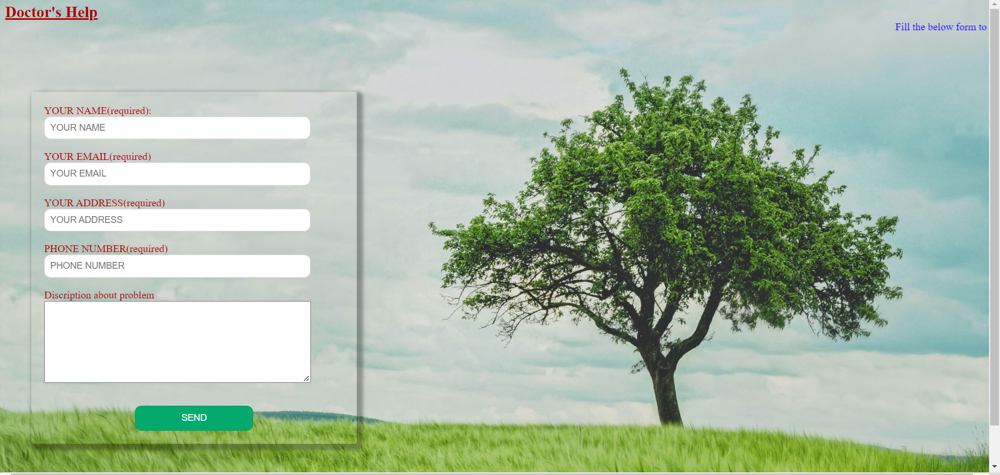 Doctor's Help
Fill the below form to
YOUR NAME(required):
YOUR NAME
YOUR EMAIL(required)
YOUR EMAIL
YOUR ADDRESS(required)
YOUR ADDRESS
PHONE NUMBER(required)
PHONE NUMBER
Discription about problem
SEND